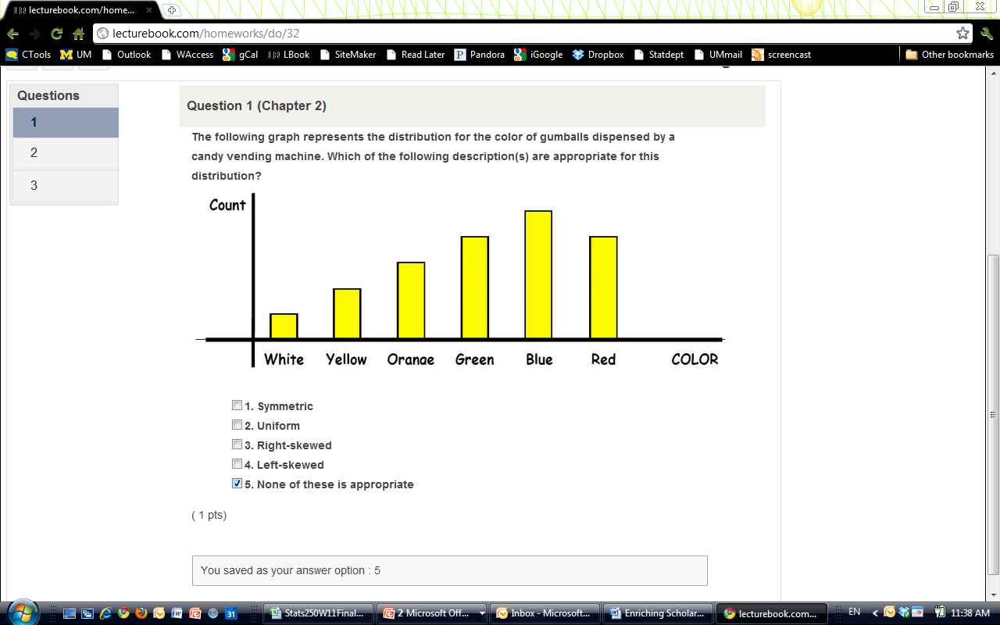 lecturebook.com/home...
lecturebook.com/homeworks/do/32
CTools UM Outlook WAccess gCal LBook SiteMaker Read Later Pandora iGoogle Dropbox Statdept UMmail screencast Other bookmarks
Questions
1
2
3
Question 1 (Chapter 2)
The following graph represents the distribution for the color of gumballs dispensed by a
candy vending machine. Which of the following description(s) are appropriate for this
distribution?
Count
White Yellow Orange Green Blue Red COLOR
1. Symmetric
2. Uniform
3. Right-skewed
4. Left-skewed
5. None of these is appropriate
( 1 pts)
You saved as your answer option : 5
Stats250W11Final... 2 Microsoft Off... Inbox - Microsoft... Enriching Scholar... lecturebook.com... EN 11:38 AM